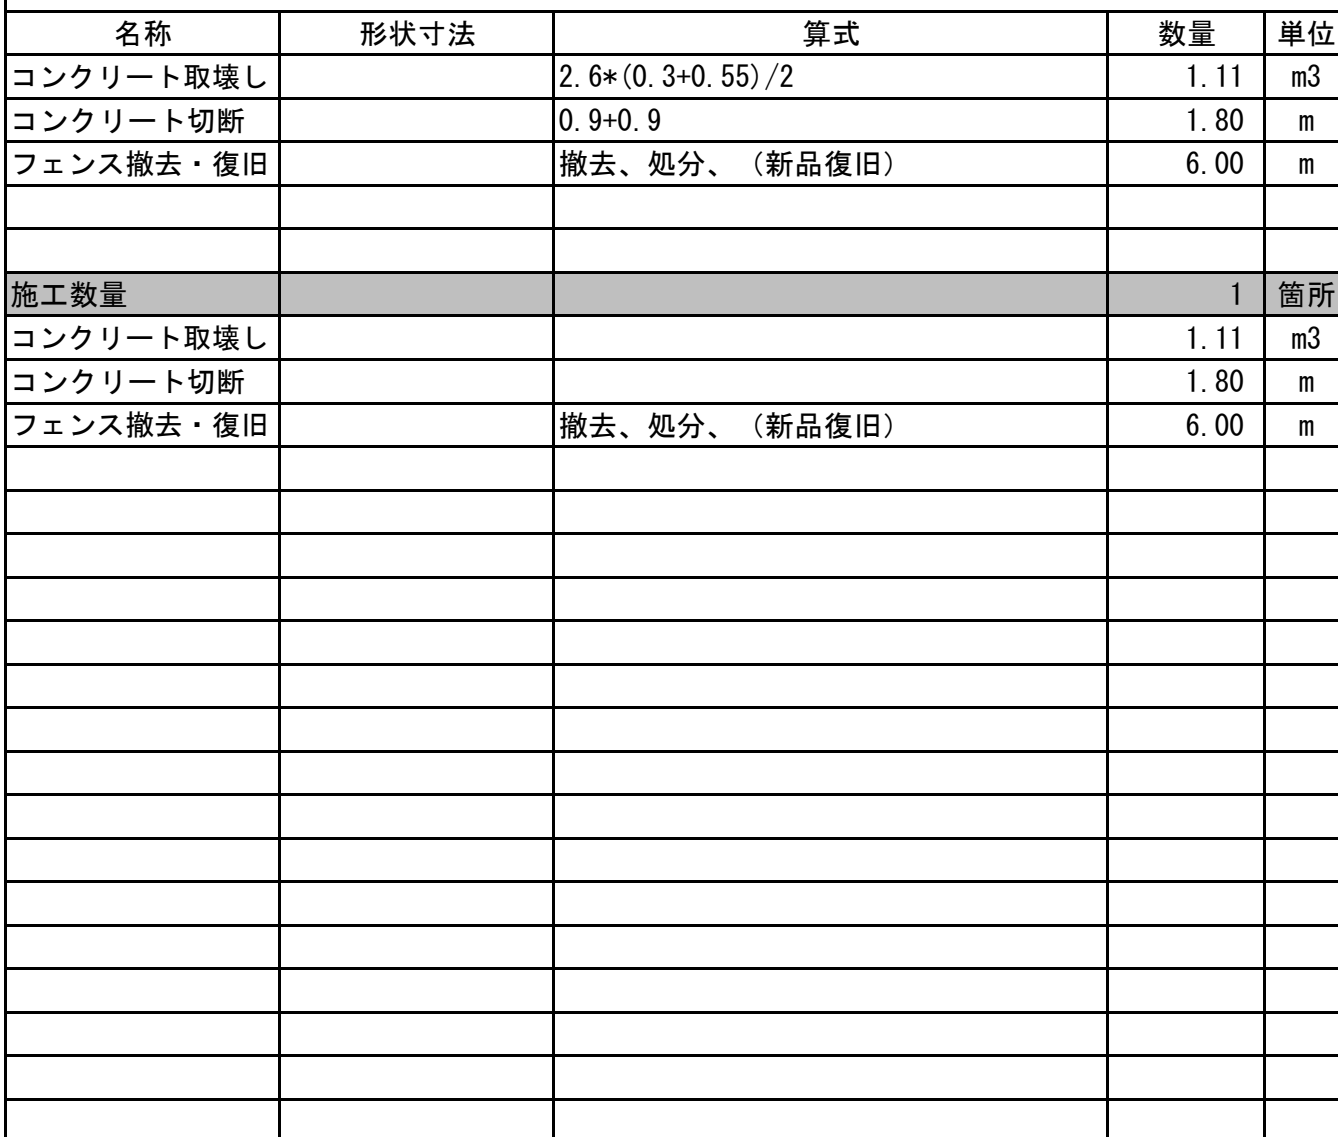 名称 形状寸法 算式 数量 単位
コンクリート取壊し 2.6*(0.3+0.55)/2 1.11 m3
コンクリート切断 0.9+0.9 1.80 m
フェンス撤去・復旧 撤去、処分、（新品復旧） 6.00 m
施工数量 1 箇所
コンクリート取壊し 1.11 m3
コンクリート切断 1.80 m
フェンス撤去・復旧 撤去、処分、（新品復旧） 6.00 m